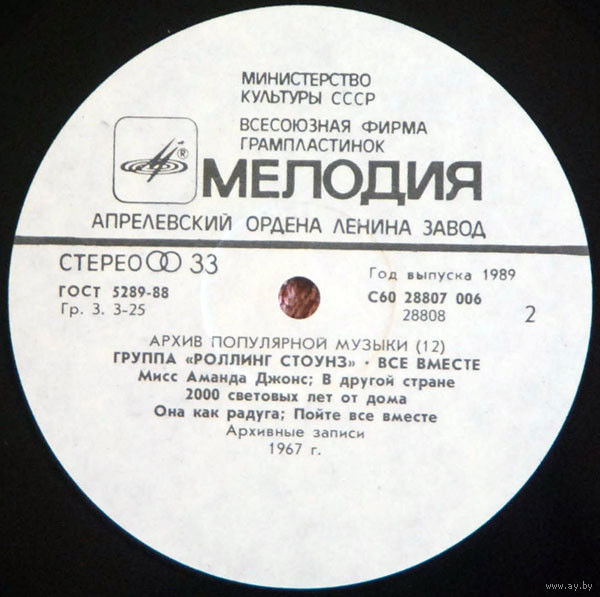 МИНИСТЕРСТВО
КУЛЬТУРЫ СССР
ВСЕСОЮЗНАЯ ФИРМА
ГРАМПЛАСТИНОК
®
МЕЛОДИЯ
АПРЕЛЕВСКИЙ ОРДЕНА ЛЕНИНА ЗАВОД
СТЕРЕО 33
Год выпуска 1989
ГОСТ 5289-88
С60 28807 006
Гр. 3. 3-25
28808
2
АРХИВ ПОПУЛЯРНОЙ МУЗЫКИ (12)
ГРУППА «РОЛЛИНГ СТОУНЗ» · ВСЕ ВМЕСТЕ
Мисс Аманда Джонс; В другой стране
2000 световых лет от дома
Она как радуга; Пойте все вместе
Архивные записи
1967 г.
www.ay.by